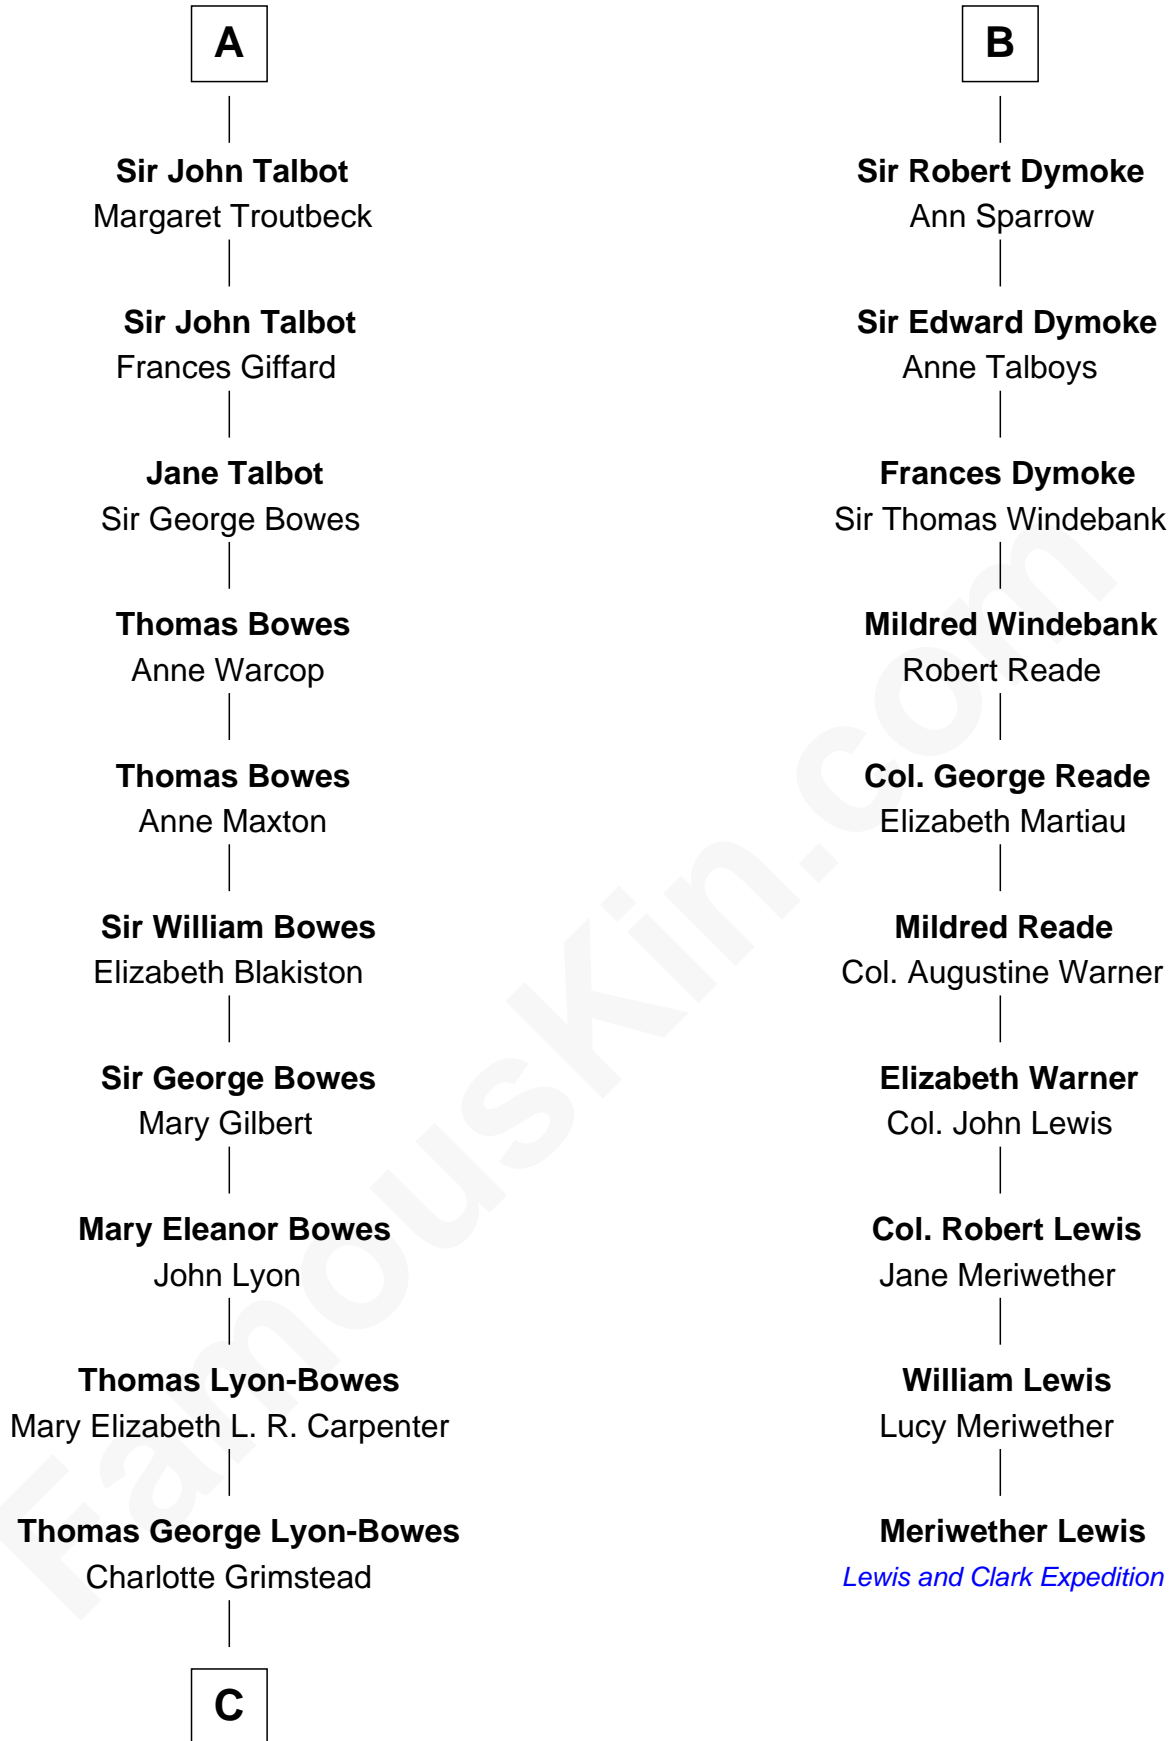 A
Sir John Talbot
Margaret Troutbeck
Sir John Talbot
Frances Giffard
Jane Talbot
Sir George Bowes
Thomas Bowes
Anne Warcop
Thomas Bowes
Anne Maxton
Sir William Bowes
Elizabeth Blakiston
Sir George Bowes
Mary Gilbert
Mary Eleanor Bowes
John Lyon
Thomas Lyon-Bowes
Mary Elizabeth L. R. Carpenter
Thomas George Lyon-Bowes
Charlotte Grimstead
C
B
Sir Robert Dymoke
Ann Sparrow
Sir Edward Dymoke
Anne Talboys
Frances Dymoke
Sir Thomas Windebank
Mildred Windebank
Robert Reade
Col. George Reade
Elizabeth Martiau
Mildred Reade
Col. Augustine Warner
Elizabeth Warner
Col. John Lewis
Col. Robert Lewis
Jane Meriwether
William Lewis
Lucy Meriwether
Meriwether Lewis
Lewis and Clark Expedition
FamousKin.com